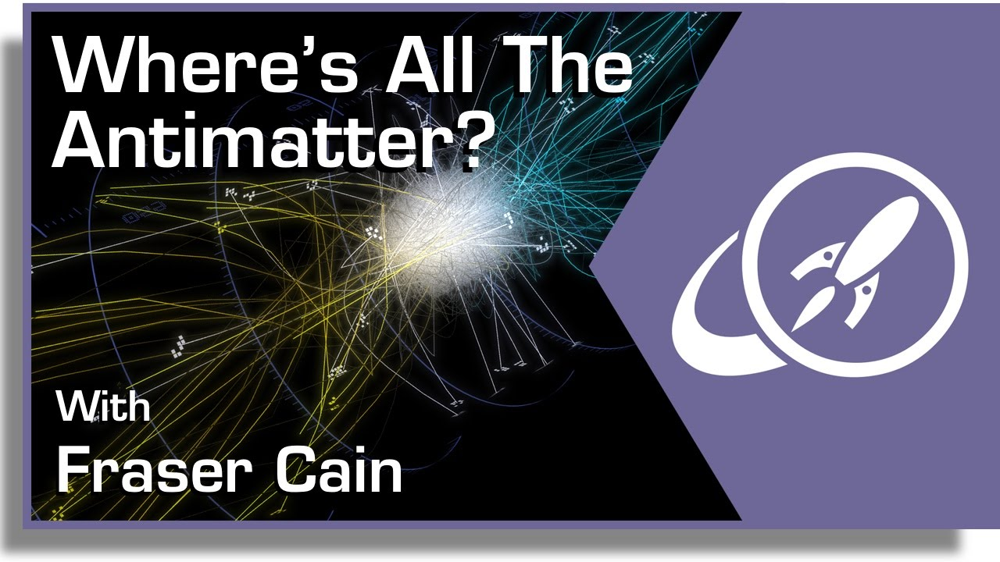 Where’s All The
Antimatter?
With
Fraser Cain